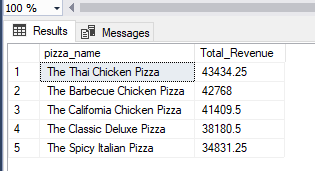 100 %
Results Messages
pizza_name Total_Revenue
1 The Thai Chicken Pizza 43434.25
2 The Barbecue Chicken Pizza 42768
3 The California Chicken Pizza 41409.5
4 The Classic Deluxe Pizza 38180.5
5 The Spicy Italian Pizza 34831.25